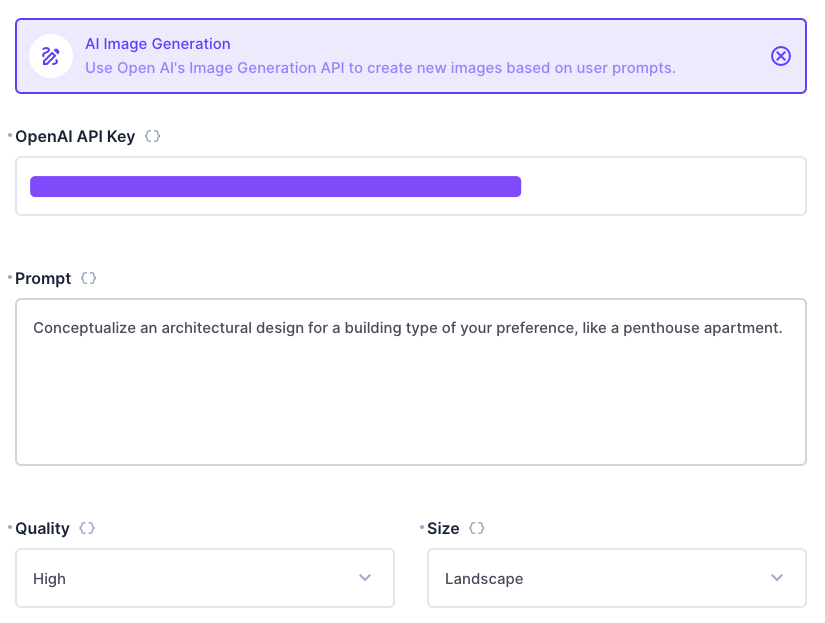 AI Image Generation
Use Open AI's Image Generation API to create new images based on user prompts.
OpenAI API Key {}
Prompt {}
Conceptualize an architectural design for a building type of your preference, like a penthouse apartment.
Quality {}
Size {}
High
Landscape